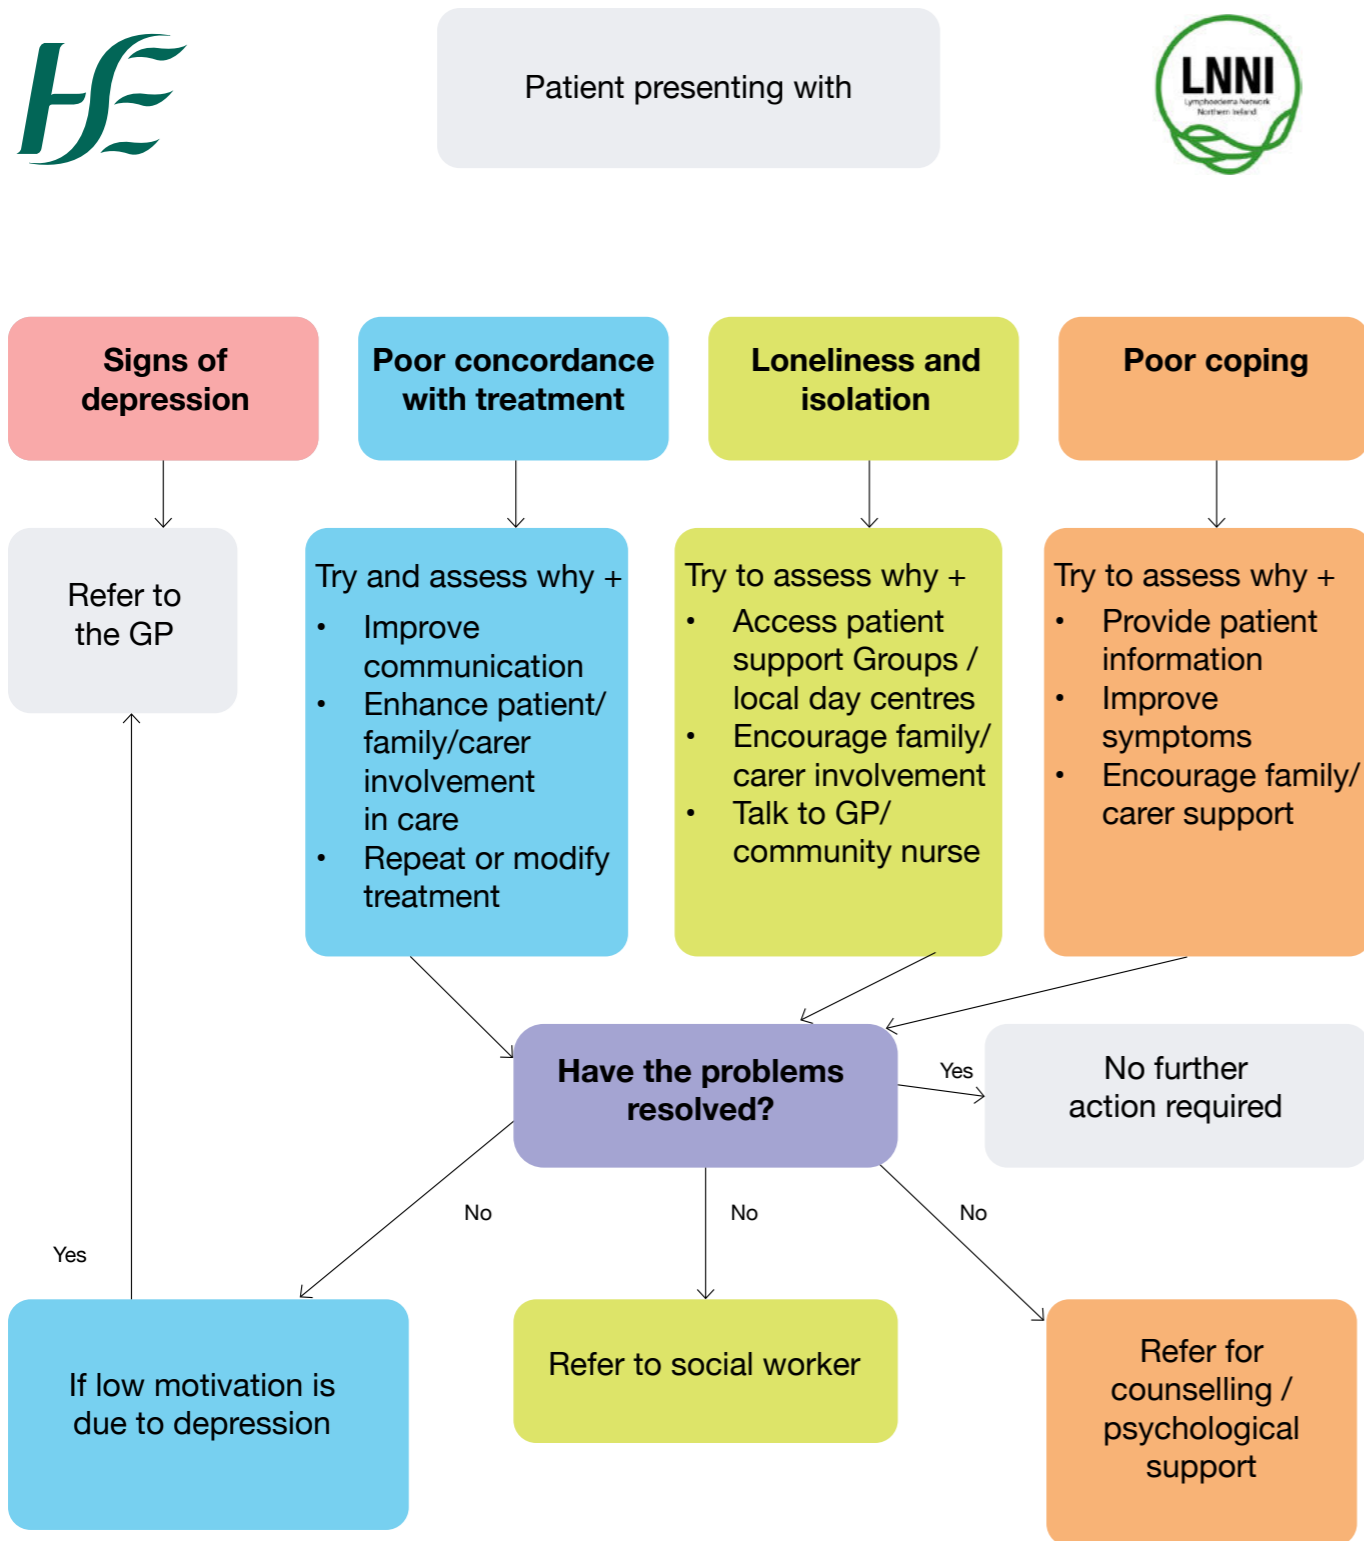 HSE
Patient presenting with
LNNI
Lymphoedema Network
Northern Ireland
Signs of
depression
Poor concordance
with treatment
Loneliness and
isolation
Poor coping
Refer to
the GP
Try and assess why +
• Improve
communication
• Enhance patient/
family/carer
involvement
in care
• Repeat or modify
treatment
Try to assess why +
• Access patient
support Groups /
local day centres
• Encourage family/
carer involvement
• Talk to GP/
community nurse
Try to assess why +
• Provide patient
information
• Improve
symptoms
• Encourage family/
carer support
Have the problems
resolved?
Yes
No further
action required
No
No
No
Yes
If low motivation is
due to depression
Refer to social worker
Refer for
counselling /
psychological
support